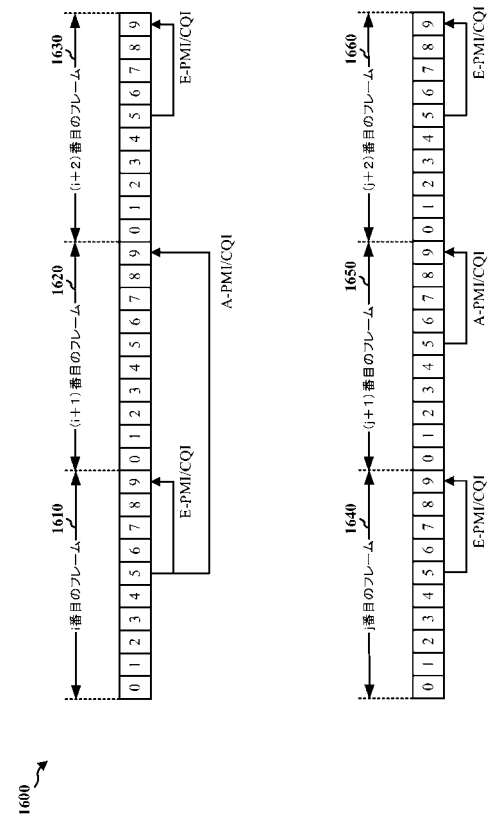 1600
1610
1620
1630
i番目のフレーム
(i+1)番目のフレーム
(i+2)番目のフレーム
0 1 2 3 4 5 6 7 8 9 0 1 2 3 4 5 6 7 8 9 0 1 2 3 4 5 6 7 8 9
E-PMI/CQI
E-PMI/CQI
A-PMI/CQI
1640
1650
1660
j番目のフレーム
(j+1)番目のフレーム
(j+2)番目のフレーム
0 1 2 3 4 5 6 7 8 9 0 1 2 3 4 5 6 7 8 9 0 1 2 3 4 5 6 7 8 9
E-PMI/CQI
A-PMI/CQI
E-PMI/CQI